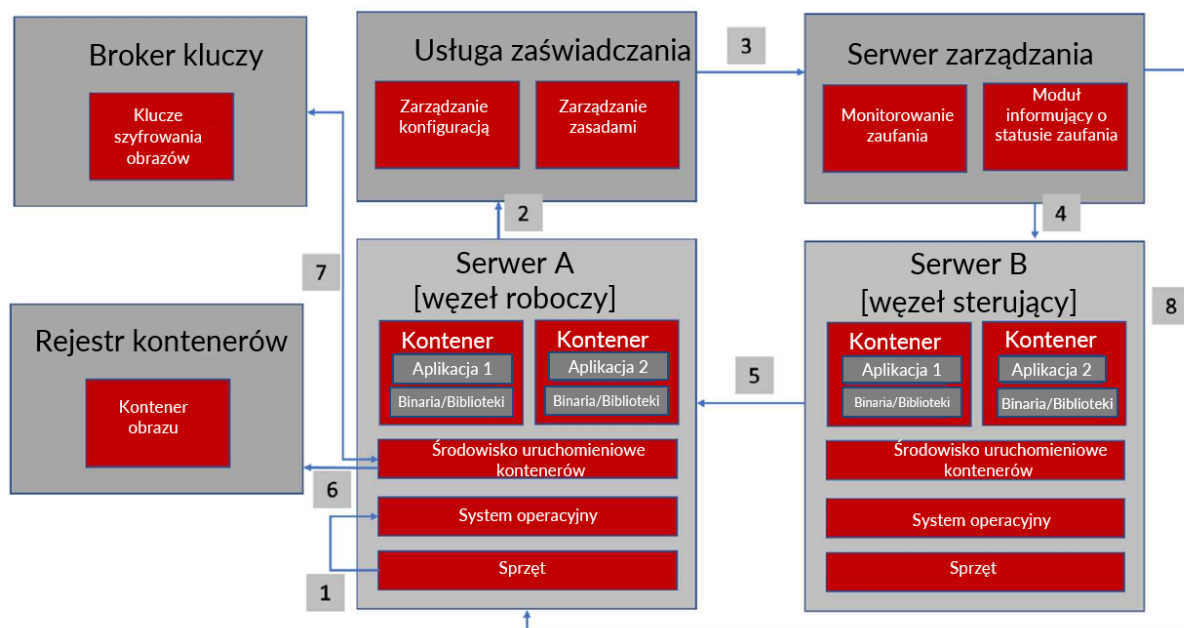 Broker kluczy
Klucze
szyfrowania
obrazów
Usługa zaświadczania
Zarządzanie
konfiguracją
Zarządzanie
zasadami
3
Serwer zarządzania
Monitorowanie
zaufania
Moduł
informujący o
statusie zaufania
2
4
7
Serwer A
[węzeł roboczy]
Kontener
Aplikacja 1
Binaria/Biblioteki
Kontener
Aplikacja 2
Binaria/Biblioteki
Środowisko uruchomieniowe
kontenerów
System operacyjny
Sprzęt
5
Serwer B
[węzeł sterujący]
Kontener
Aplikacja 1
Binaria/Biblioteki
Kontener
Aplikacja 2
Binaria/Biblioteki
Środowisko uruchomieniowe
kontenerów
System operacyjny
Sprzęt
8
Rejestr kontenerów
Kontener
obrazu
6
1